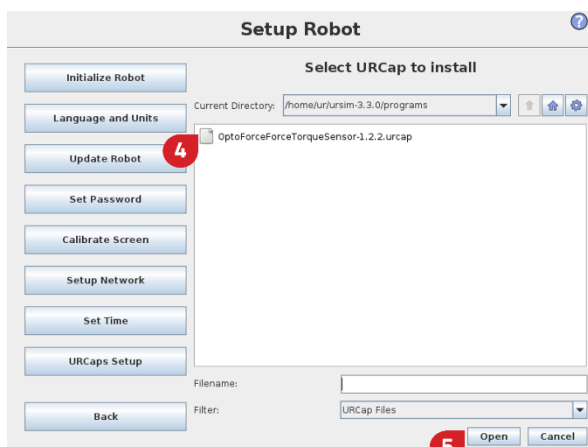 Setup Robot
?
Initialize Robot
Language and Units
Update Robot
Set Password
Calibrate Screen
Setup Network
Set Time
URCaps Setup
Back
Select URCap to install
Current Directory: /home/ur/ursim-3.3.0/programs
4
OptoForceForceTorqueSensor-1.2.2.urcap
Filename:
Filter: URCap Files
5
Open Cancel